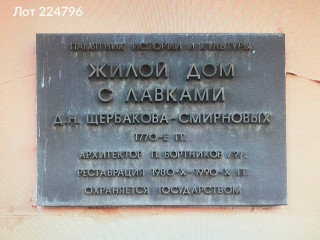 Лот 224796
ПАМЯТНИК ИСТОРИИ И КУЛЬТУРЫ
ЖИЛОЙ ДОМ
С ЛАВКАМИ
Д.Н. ЩЕРБАКОВА-СМИРНОВЫХ
1770-Е ГГ.
АРХИТЕКТОР П. БОРТНИКОВ /?/.
РЕСТАВРАЦИЯ 1980-Х-1990-Х ГГ.
ОХРАНЯЕТСЯ ГОСУДАРСТВОМ